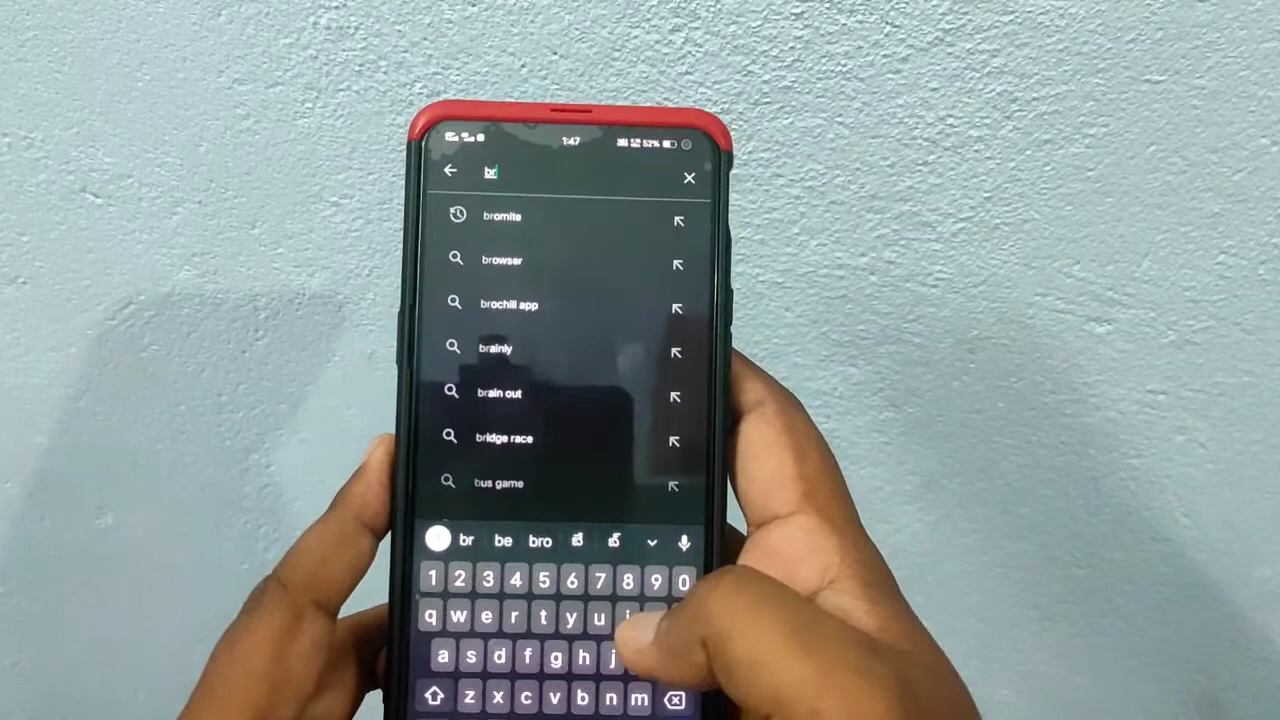 1:47
52%
br
bromite
browser
brochill app
brainly
brain out
bridge race
bus game
br be bro బే బ్
1 2 3 4 5 6 7 8 9 0
q w e r t y u i
a s d f g h j
z x c v b n m